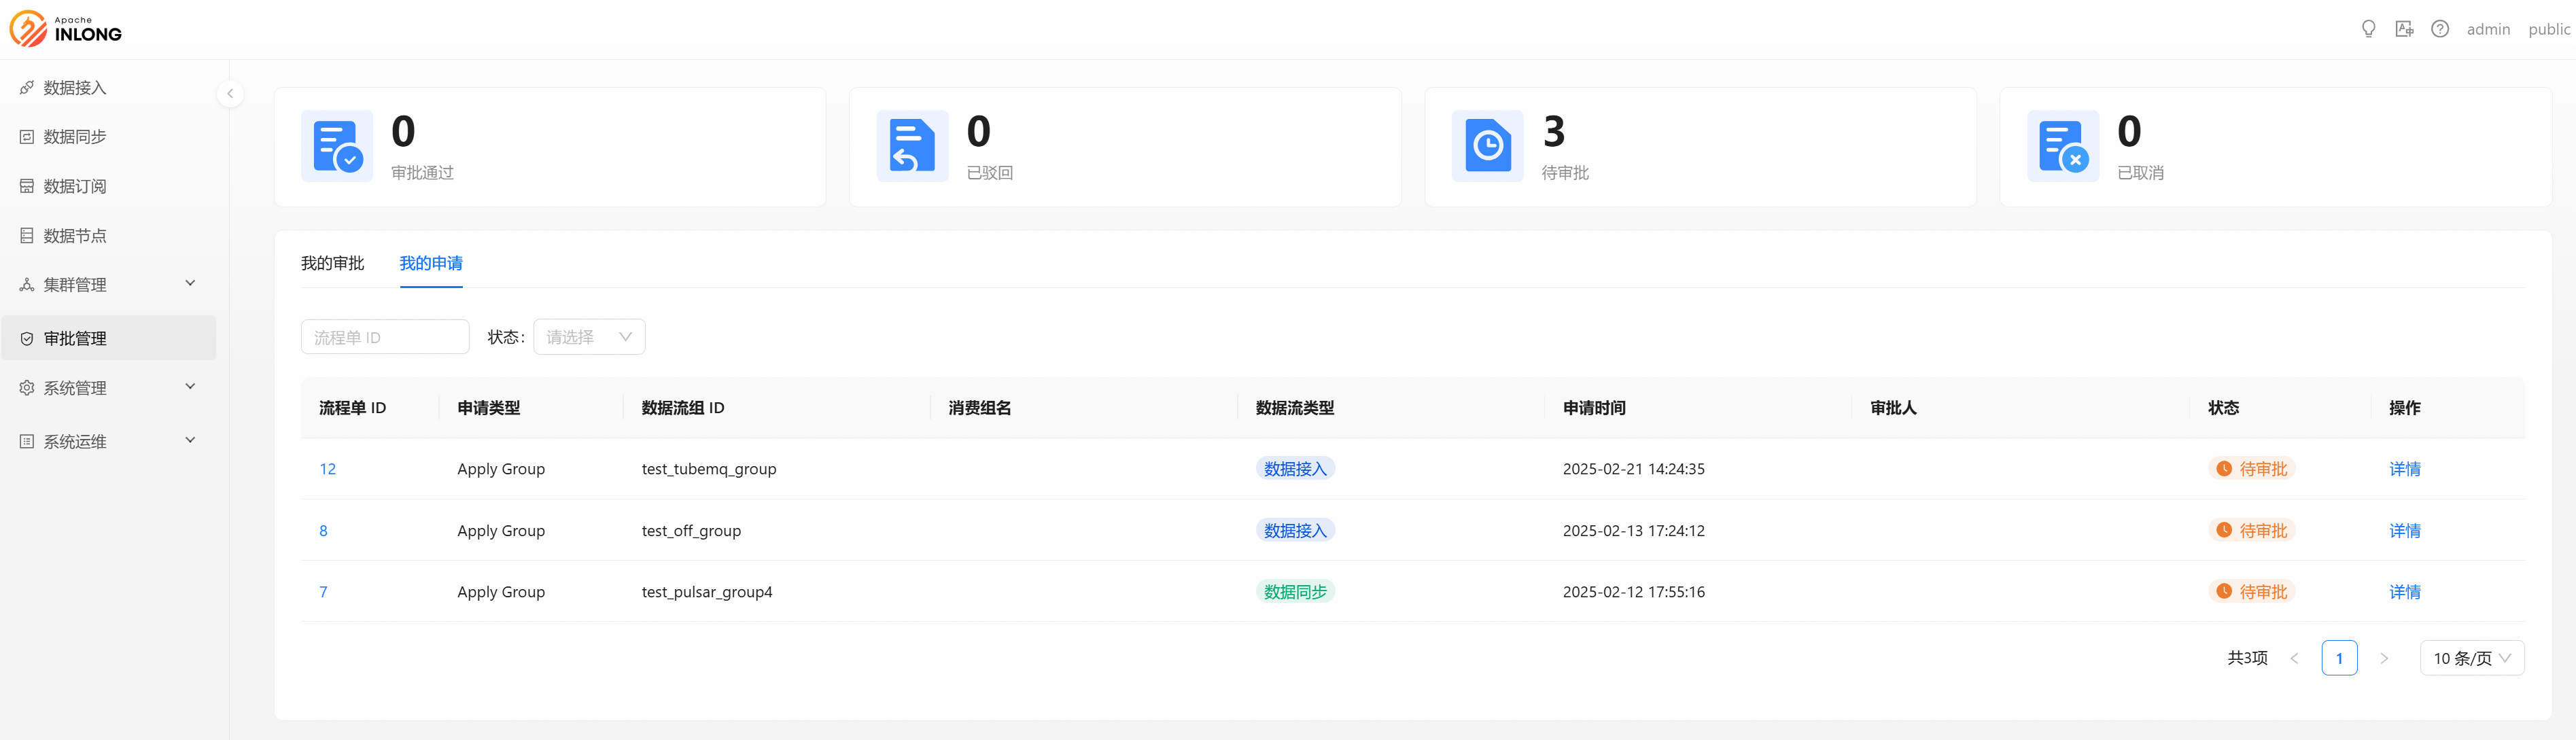 Apache
INLONG
admin public
数据接入
数据同步
数据订阅
数据节点
集群管理
审批管理
系统管理
系统运维
0
审批通过
0
已驳回
3
待审批
0
已取消
我的审批 我的申请
流程单 ID 状态: 请选择
流程单 ID 申请类型 数据流组 ID 消费组名 数据流类型 申请时间 审批人 状态 操作
12 Apply Group test_tubemq_group 数据接入 2025-02-21 14:24:35 待审批 详情
8 Apply Group test_off_group 数据接入 2025-02-13 17:24:12 待审批 详情
7 Apply Group test_pulsar_group4 数据同步 2025-02-12 17:55:16 待审批 详情
共3项 1 10 条/页